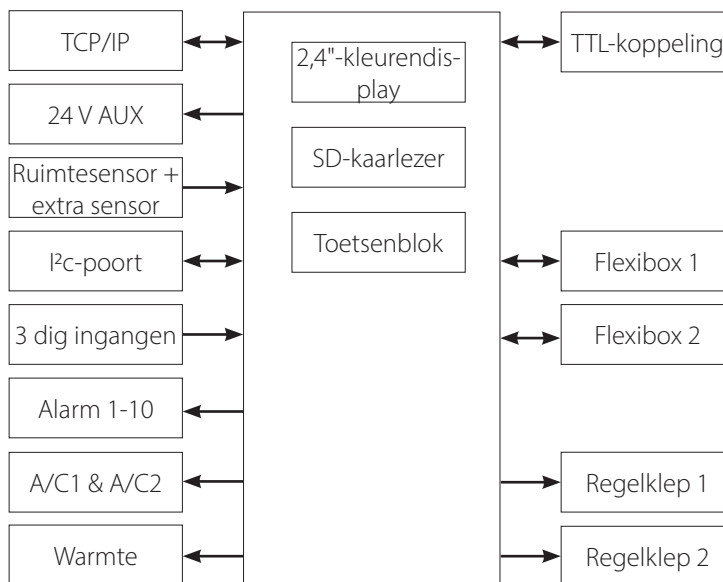 TCP/IP
24 V AUX
Ruimtesensor +
extra sensor
I²c-poort
3 dig ingangen
Alarm 1-10
A/C1 & A/C2
Warmte
2,4"-kleurendis-
play
SD-kaarlezer
Toetsenblok
TTL-koppeling
Flexibox 1
Flexibox 2
Regelklep 1
Regelklep 2